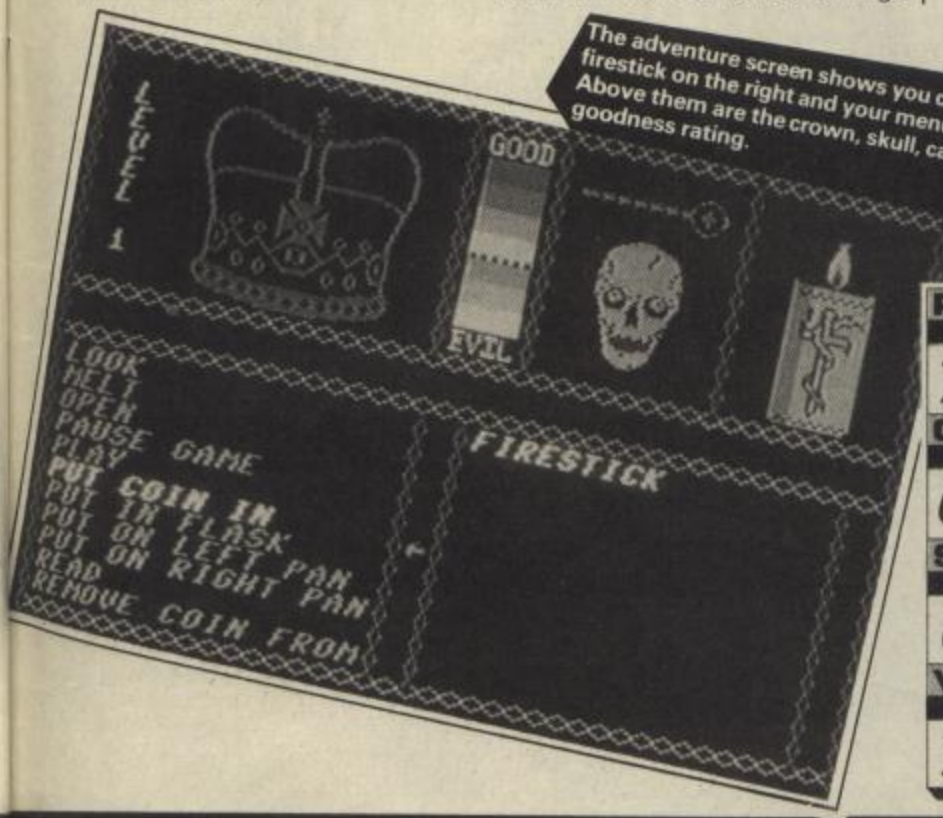 The adventure screen shows you
firestick on the right and your
Above them are the crown, skull,
goodness rating.
LEVEL 1
GOOD
EVIL
LOOK
MELT
OPEN
PAUSE GAME
PLAY
PUT COIN IN
PUT IN FLASK
PUT ON LEFT PAN
PUT ON RIGHT PAN
READ
REMOVE COIN FROM
FIRESTICK